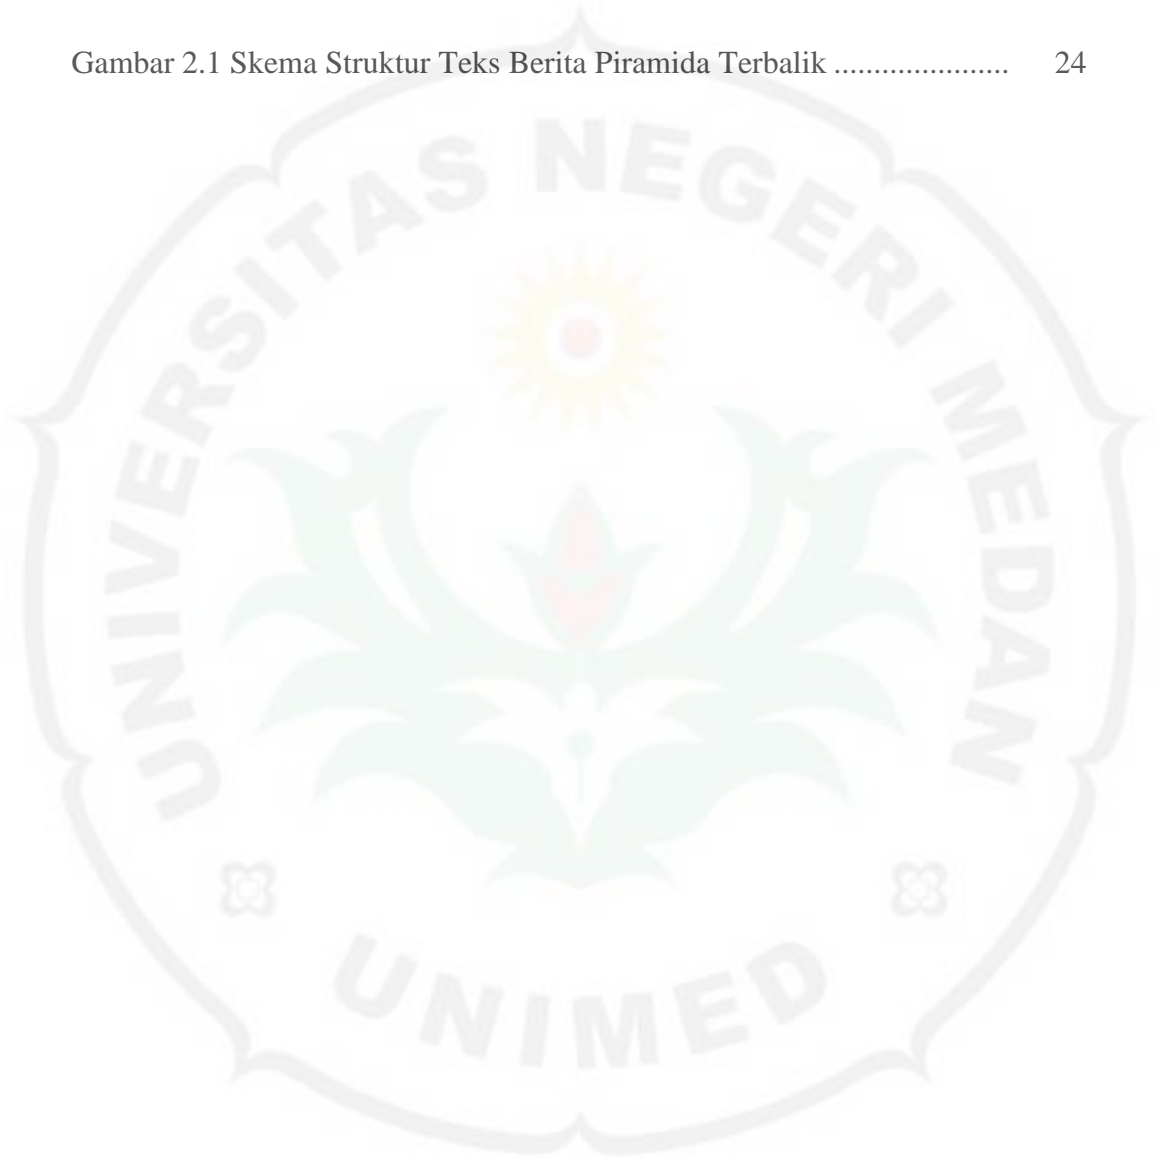 Gambar 2.1 Skema Struktur Teks Berita Piramida Terbalik ...................... 24
UNIVERSITAS NEGERI MEDAN
UNIMED